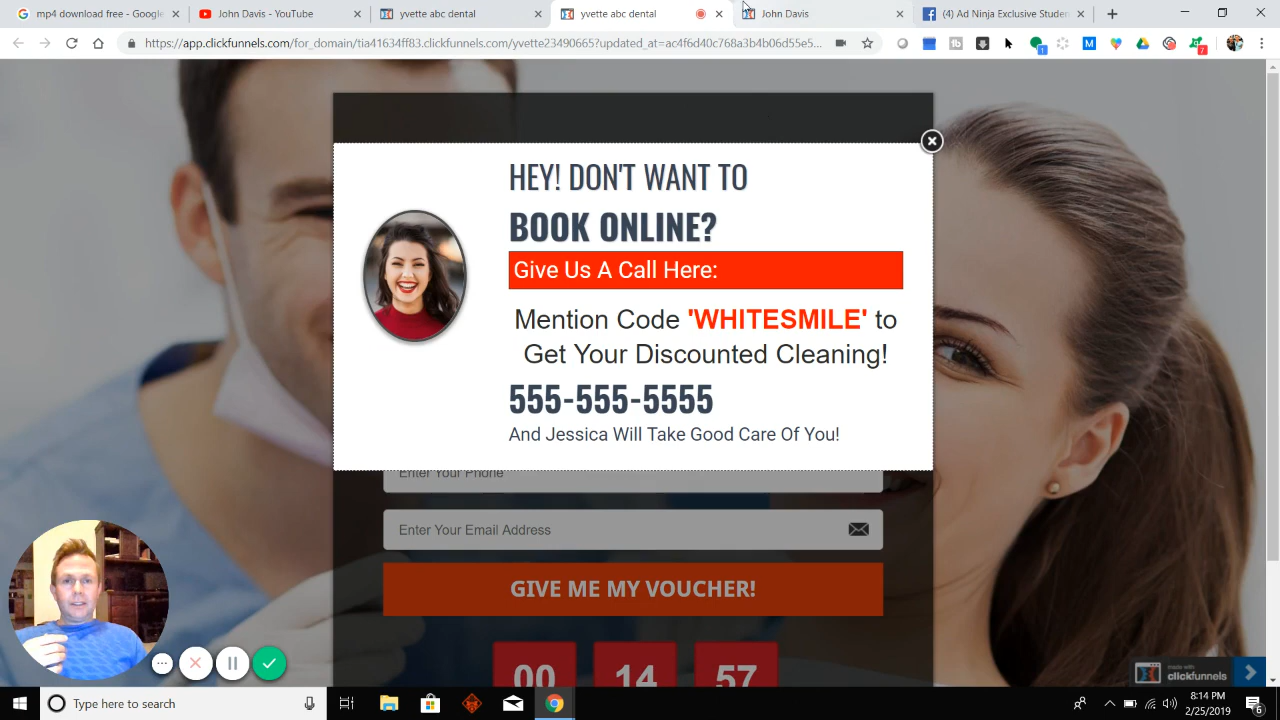 mp4 download free - Google
John Davis - YouTube
yvette abc dental
yvette abc dental
John Davis
(4) Ad Ninja Exclusive Studen
https://app.clickfunnels.com/for_domain/tia41634ff83.clickfunnels.com/yvette23490665?updated_at=ac4f6d40c768a3b4b06d55e5...
HEY! DON'T WANT TO
BOOK ONLINE?
Give Us A Call Here:
Mention Code 'WHITESMILE' to
Get Your Discounted Cleaning!
555-555-5555
And Jessica Will Take Good Care Of You!
Enter Your Phone
Enter Your Email Address
GIVE ME MY VOUCHER!
00 14 57
made with
clickfunnels
Type here to search
8:14 PM
2/25/2019
6